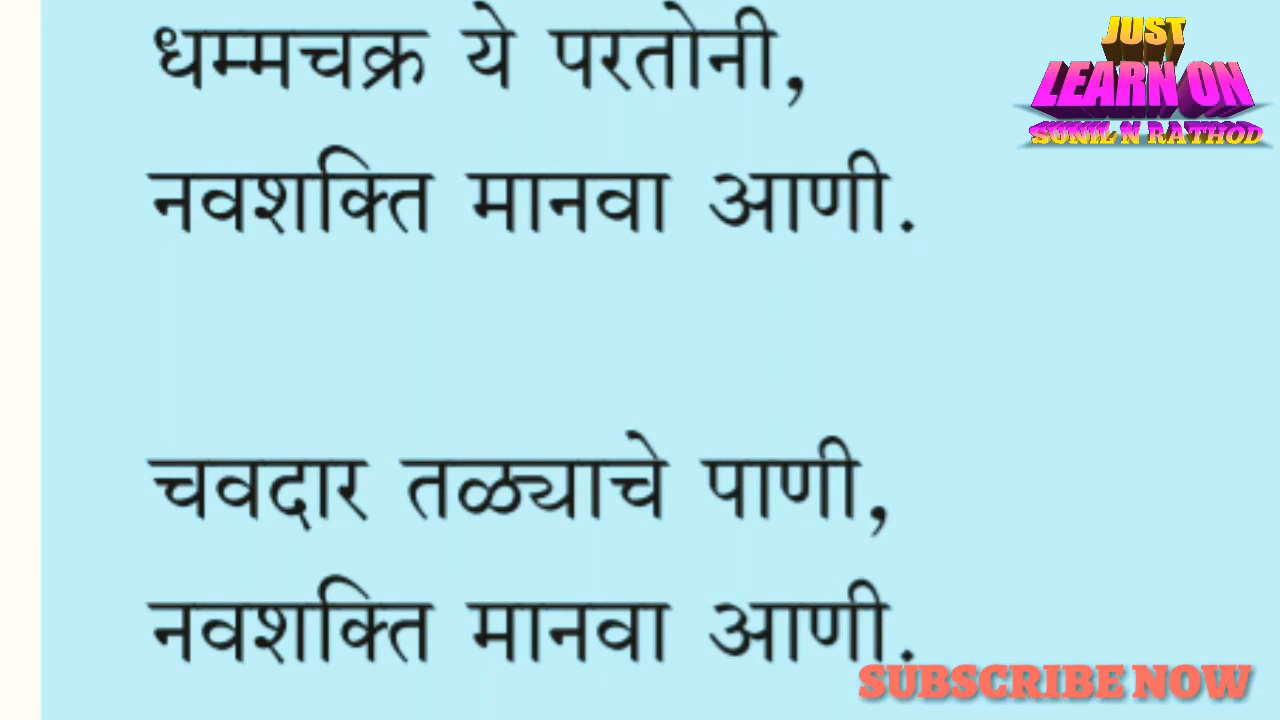 धम्मचक्र ये परतोनी,
नवशक्ति मानवा आणी.
चवदार तळ्याचे पाणी,
नवशक्ति मानवा आणी.
JUST
LEARN ON
SUNIL N RATHOD
SUBSCRIBE NOW